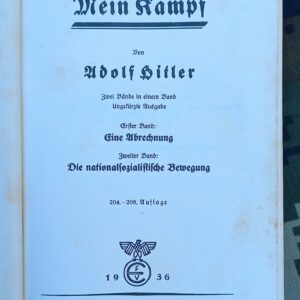 Mein Kampf
Von
Adolf Hitler
Zwei Bände in einem Band
Ungekürzte Ausgabe
Erster Band:
Eine Abrechnung
Zweiter Band:
Die nationalsozialistische Bewegung
204.–208. Auflage
19 36